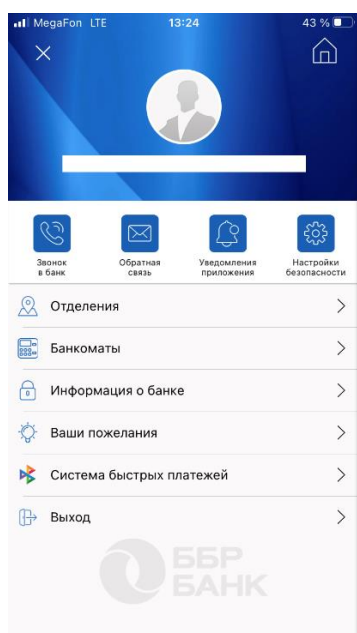 MegaFon LTE 13:24 43 %
Звонок
в банк
Обратная
связь
Уведомления
приложения
Настройки
безопасности
Отделения
Банкоматы
Информация о банке
Ваши пожелания
Система быстрых платежей
Выход
ББР
БАНК